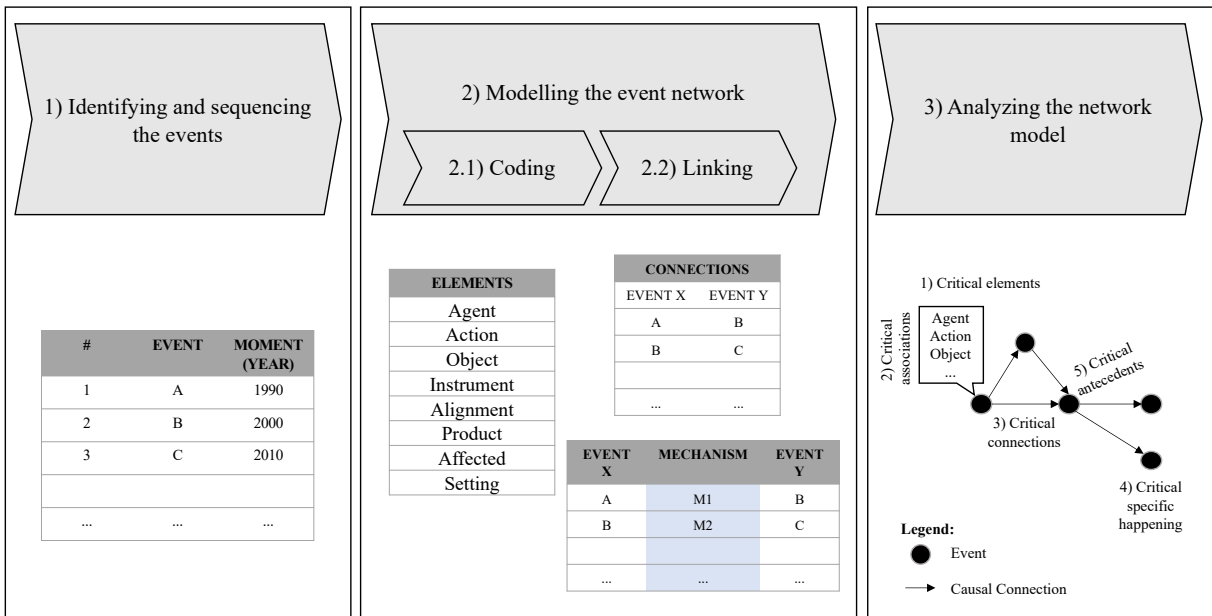 1) Identifying and sequencing
the events
# EVENT MOMENT
(YEAR)
1 A 1990
2 B 2000
3 C 2010
... ... ...
2) Modelling the event network
2.1) Coding
2.2) Linking
ELEMENTS
Agent
Action
Object
Instrument
Alignment
Product
Affected
Setting
CONNECTIONS
EVENT X EVENT Y
A B
B C
... ...
EVENT MECHANISM EVENT
X Y
A M1 B
B M2 C
... ... ...
3) Analyzing the network
model
1) Critical elements
2) Critical
associations
Agent
Action
Object
...
5) Critical
antecedents
3) Critical
connections
4) Critical
specific
happening
Legend:
Event
Causal Connection